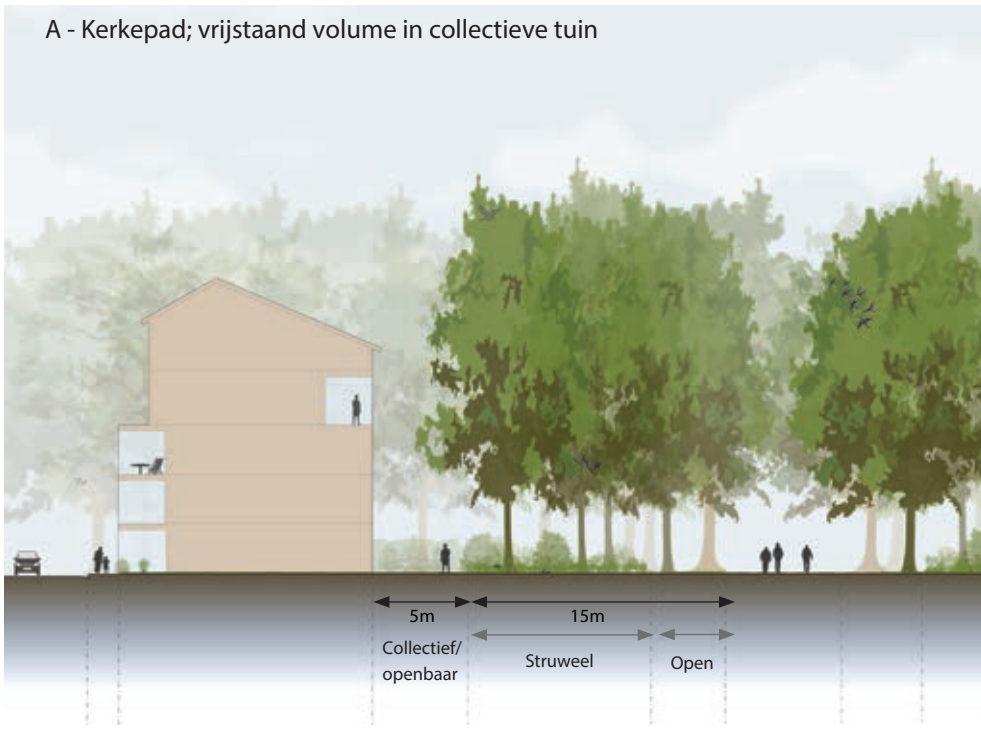 A - Kerkepad; vrijstaand volume in collectieve tuin
5m
15m
Collectief/
openbaar
Struweel
Open